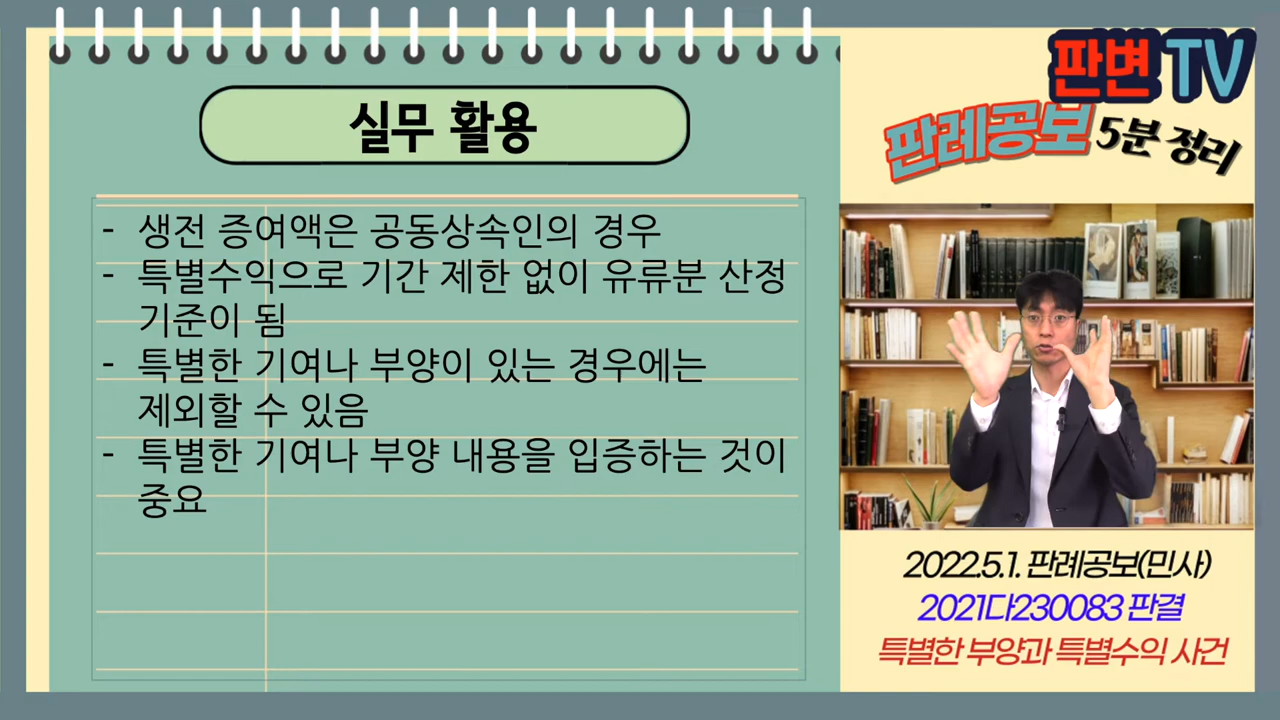 실무 활용
- 생전 증여액은 공동상속인의 경우
- 특별수익으로 기간 제한 없이 유류분 산정
기준이 됨
- 특별한 기여나 부양이 있는 경우에는
제외할 수 있음
- 특별한 기여나 부양 내용을 입증하는 것이
중요
판변 TV
판례공보 5분 정리
2022.5.1. 판례공보(민사)
2021다230083 판결
특별한 부양과 특별수익 사건